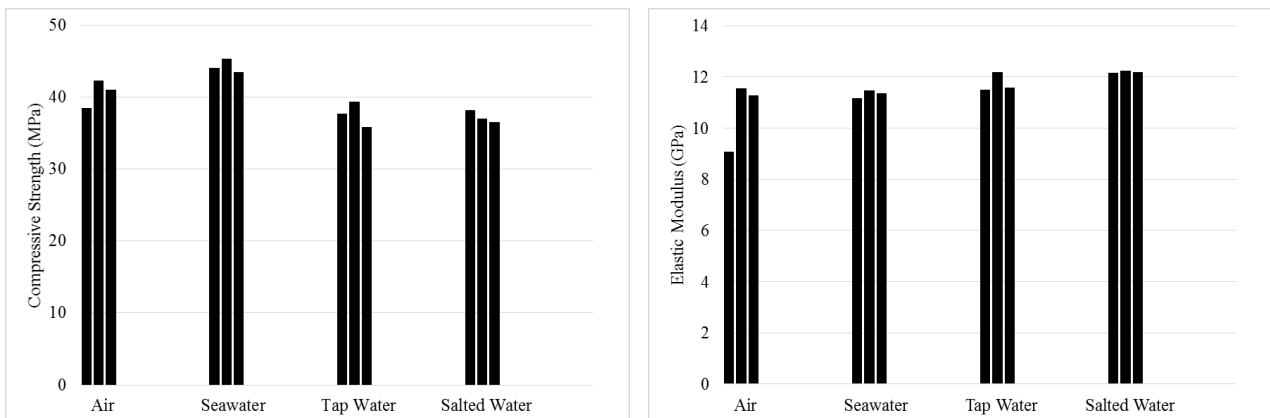 Compressive Strength (MPa)
50
40
30
20
10
0
Air
Seawater
Tap Water
Salted Water
Elastic Modulus (GPa)
14
12
10
8
6
4
2
0
Air
Seawater
Tap Water
Salted Water